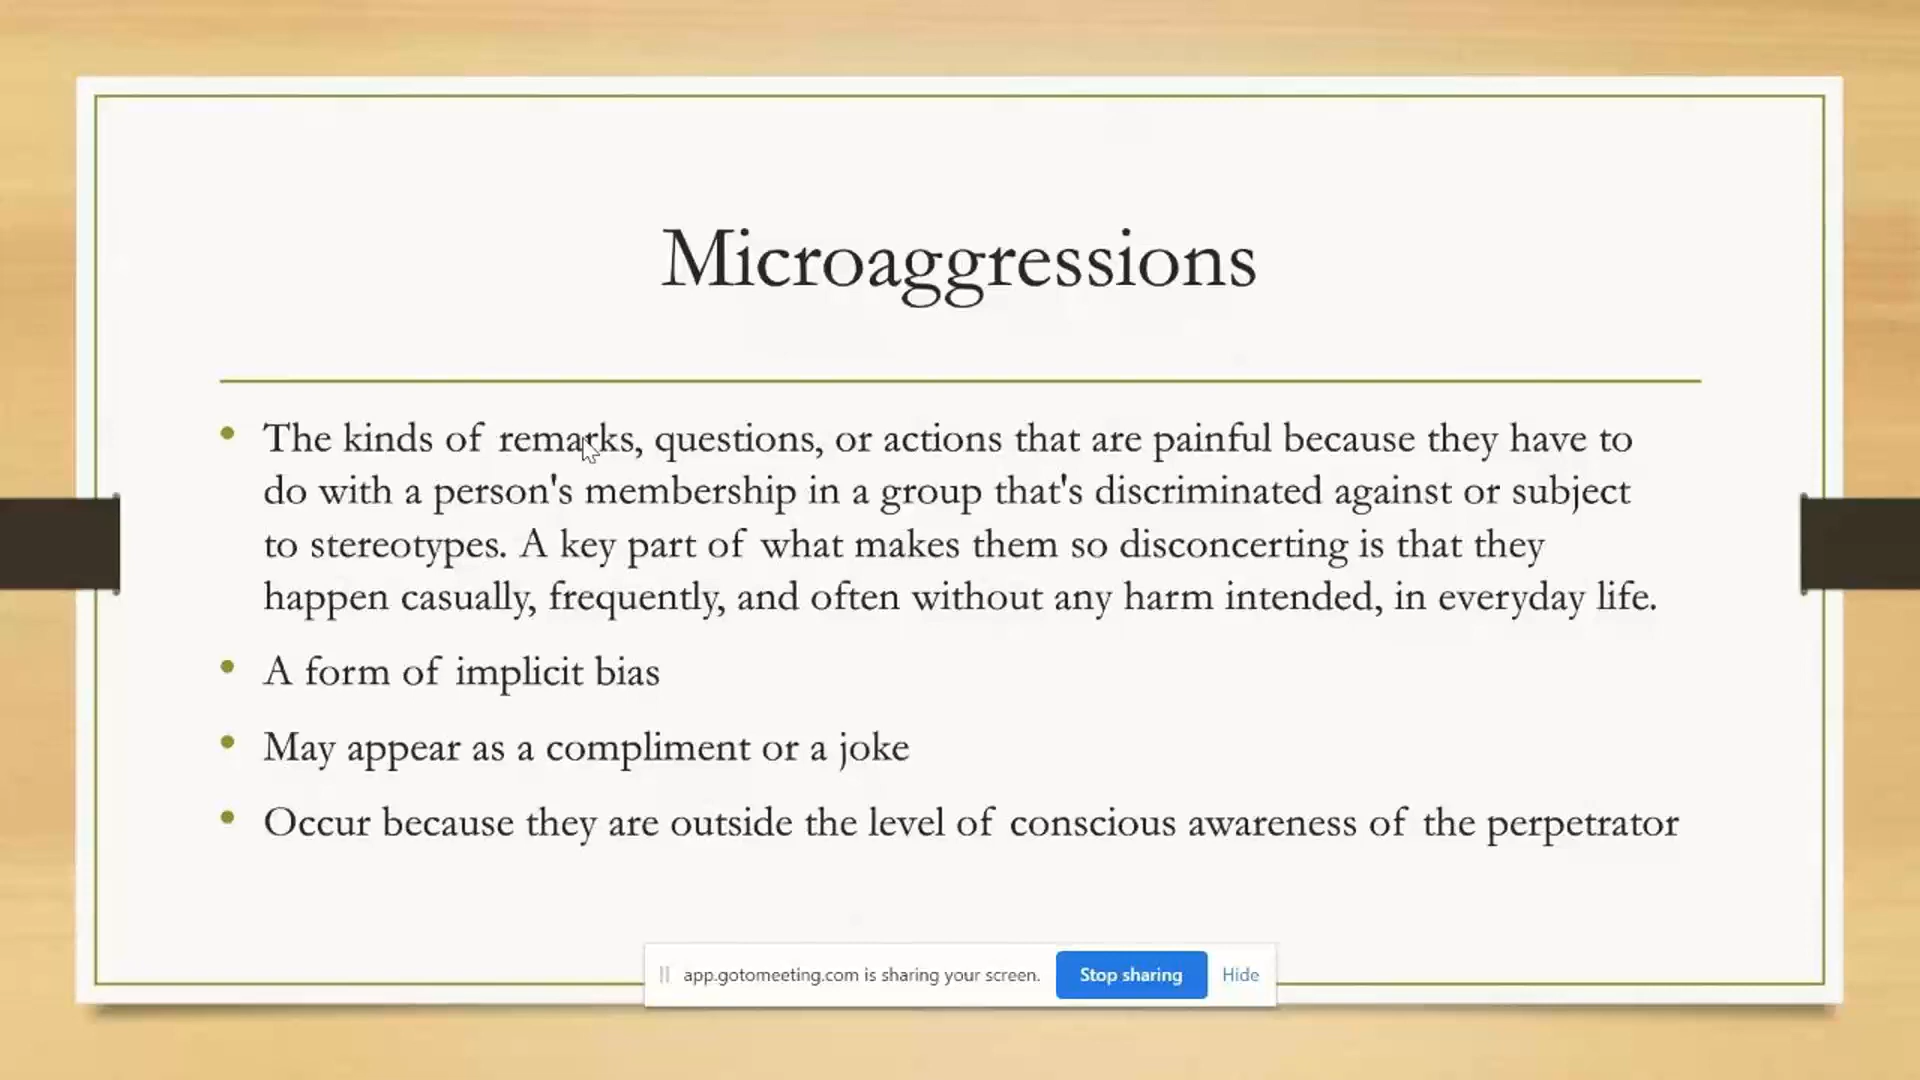 Microaggressions
• The kinds of remarks, questions, or actions that are painful because they have to
do with a person's membership in a group that's discriminated against or subject
to stereotypes. A key part of what makes them so disconcerting is that they
happen casually, frequently, and often without any harm intended, in everyday life.
• A form of implicit bias
• May appear as a compliment or a joke
• Occur because they are outside the level of conscious awareness of the perpetrator
app.gotomeeting.com is sharing your screen. Stop sharing Hide